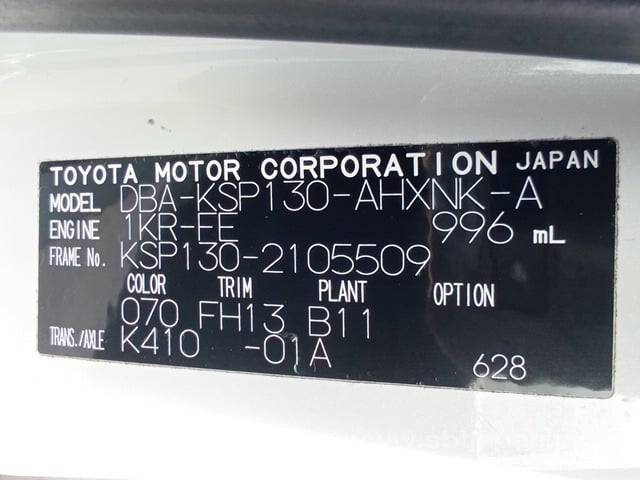 TOYOTA MOTOR CORPORATION JAPAN
MODEL DBA-KSP130-AHXNK-A
ENGINE 1KR-FE 996 mL
FRAME No. KSP130-2105509
COLOR TRIM PLANT OPTION
070 FH13 B11
TRANS./AXLE K410 -01A
628